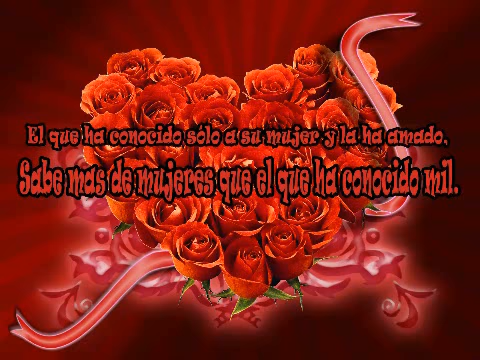 El que ha conocido sólo a su mujer y la ha amado,
Sabe mas de mujeres que el que ha conocido mil.